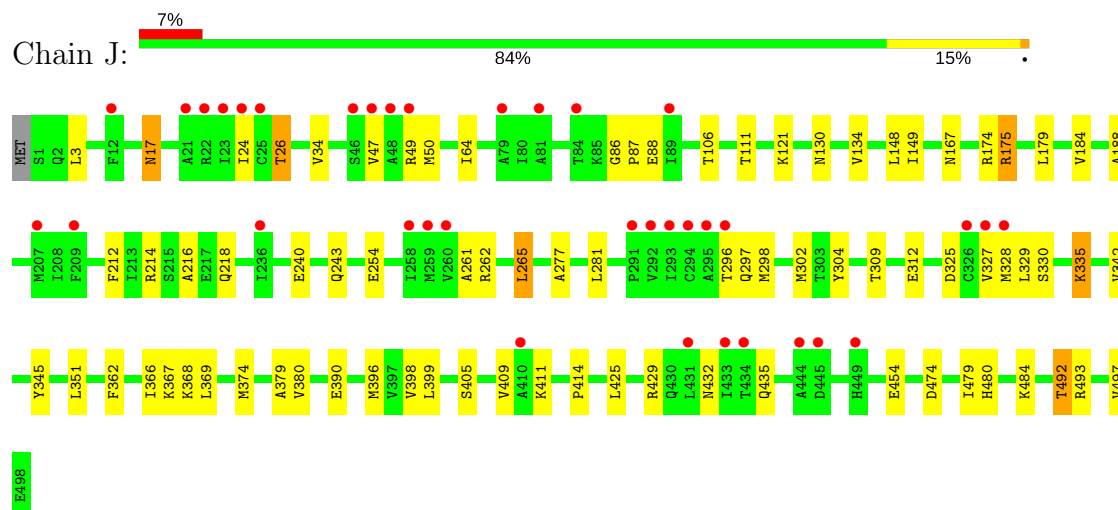 7%
Chain J:
84% 15% •
MET S1 Q2 L3 F12 N17 A21 R22 I23 I24 C25 T26 V34 S46 V47 A48 R49 M50 I64 A79 I80 A81 T84 K85 G86 P87 E88 I89 T106 T111 K121 N130 V134 L148 I149 N167 R174 R175 L179 V184 A188
M207 I208 F209 F212 I213 R214 S215 A216 E217 Q218 I236 E240 Q243 E254 I258 M259 V260 A261 R262 L265 A277 L281 P291 V292 I293 C294 A295 T296 Q297 M298 M302 T303 Y304 T309 E312 D325 C326 V327 M328 L329 S330 K335
Y345 L351 F362 I366 K367 K368 L369 M374 A379 V380 E390 M396 V397 V398 L399 S405 V409 A410 K411 P414 L425 R429 Q430 L431 N432 I433 T434 Q435 A444 D445 H449 E454 D474 I479 H480 K484 T492 R493
E498